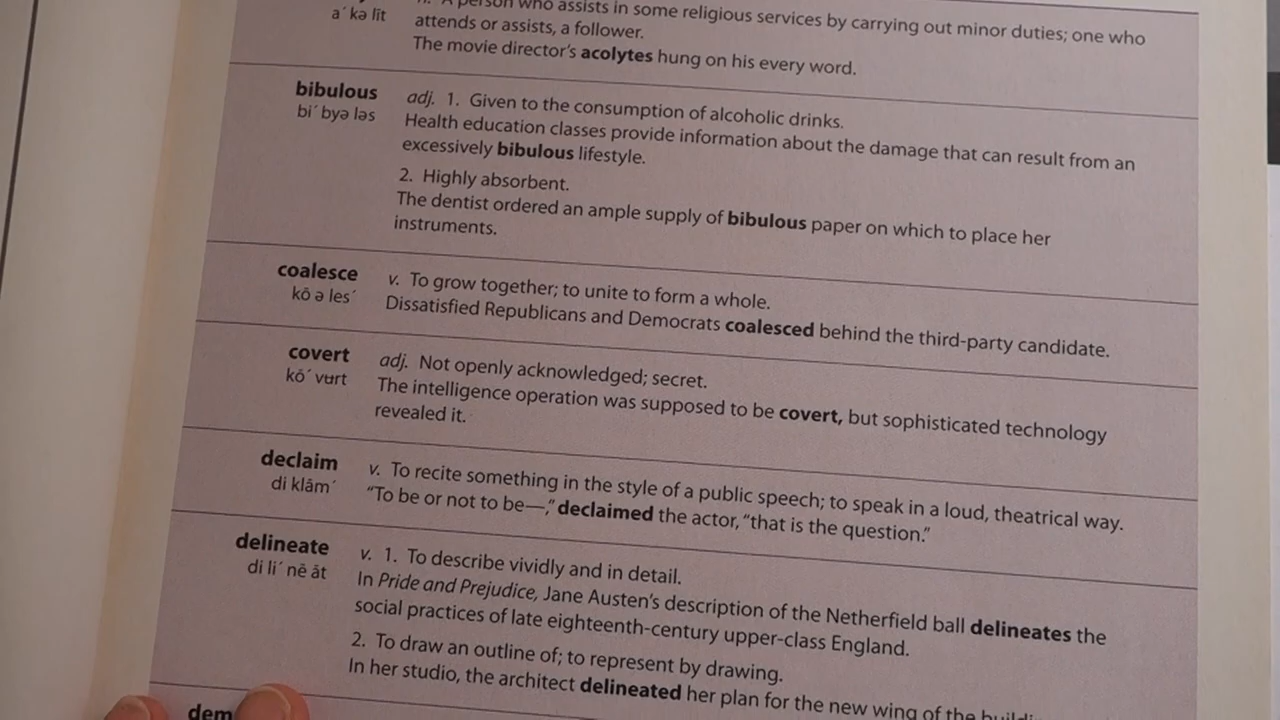 n. A person who assists in some religious services by carrying out minor duties; one who
aˊ kə līt
attends or assists, a follower.
The movie director's acolytes hung on his every word.
bibulous
biˊ byə ləs
adj. 1. Given to the consumption of alcoholic drinks.
Health education classes provide information about the damage that can result from an
excessively bibulous lifestyle.
2. Highly absorbent.
The dentist ordered an ample supply of bibulous paper on which to place her
instruments.
coalesce
kō ə lesˊ
v. To grow together; to unite to form a whole.
Dissatisfied Republicans and Democrats coalesced behind the third-party candidate.
covert
kōˊ vʉrt
adj. Not openly acknowledged; secret.
The intelligence operation was supposed to be covert, but sophisticated technology
revealed it.
declaim
di klāmˊ
v. To recite something in the style of a public speech; to speak in a loud, theatrical way.
“To be or not to be—,” declaimed the actor, “that is the question.”
delineate
di liˊ nē āt
v. 1. To describe vividly and in detail.
In Pride and Prejudice, Jane Austen's description of the Netherfield ball delineates the
social practices of late eighteenth-century upper-class England.
2. To draw an outline of; to represent by drawing.
In her studio, the architect delineated her plan for the new wing of the
dem